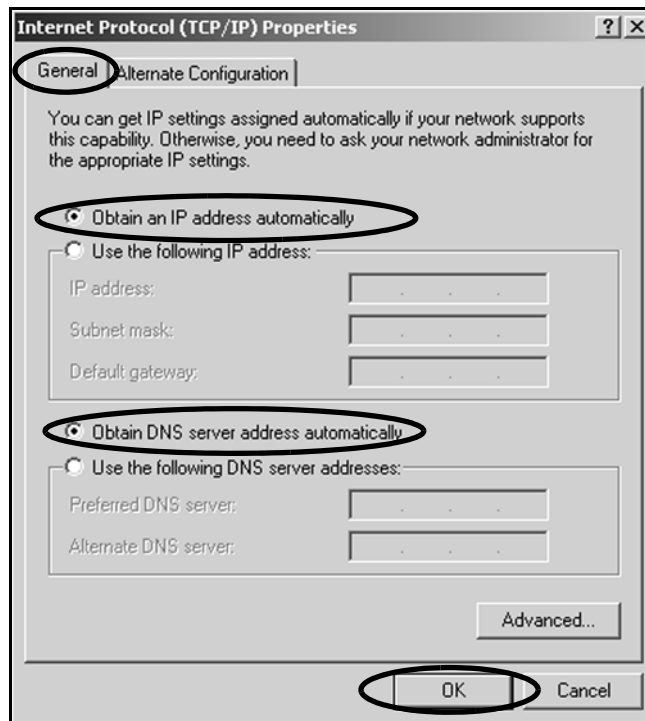 Internet Protocol (TCP/IP) Properties
General
Alternate Configuration
You can get IP settings assigned automatically if your network supports
this capability. Otherwise, you need to ask your network administrator for
the appropriate IP settings.
Obtain an IP address automatically
Use the following IP address:
IP address:
Subnet mask:
Default gateway:
Obtain DNS server address automatically
Use the following DNS server addresses:
Preferred DNS server:
Alternate DNS server:
Advanced...
OK
Cancel